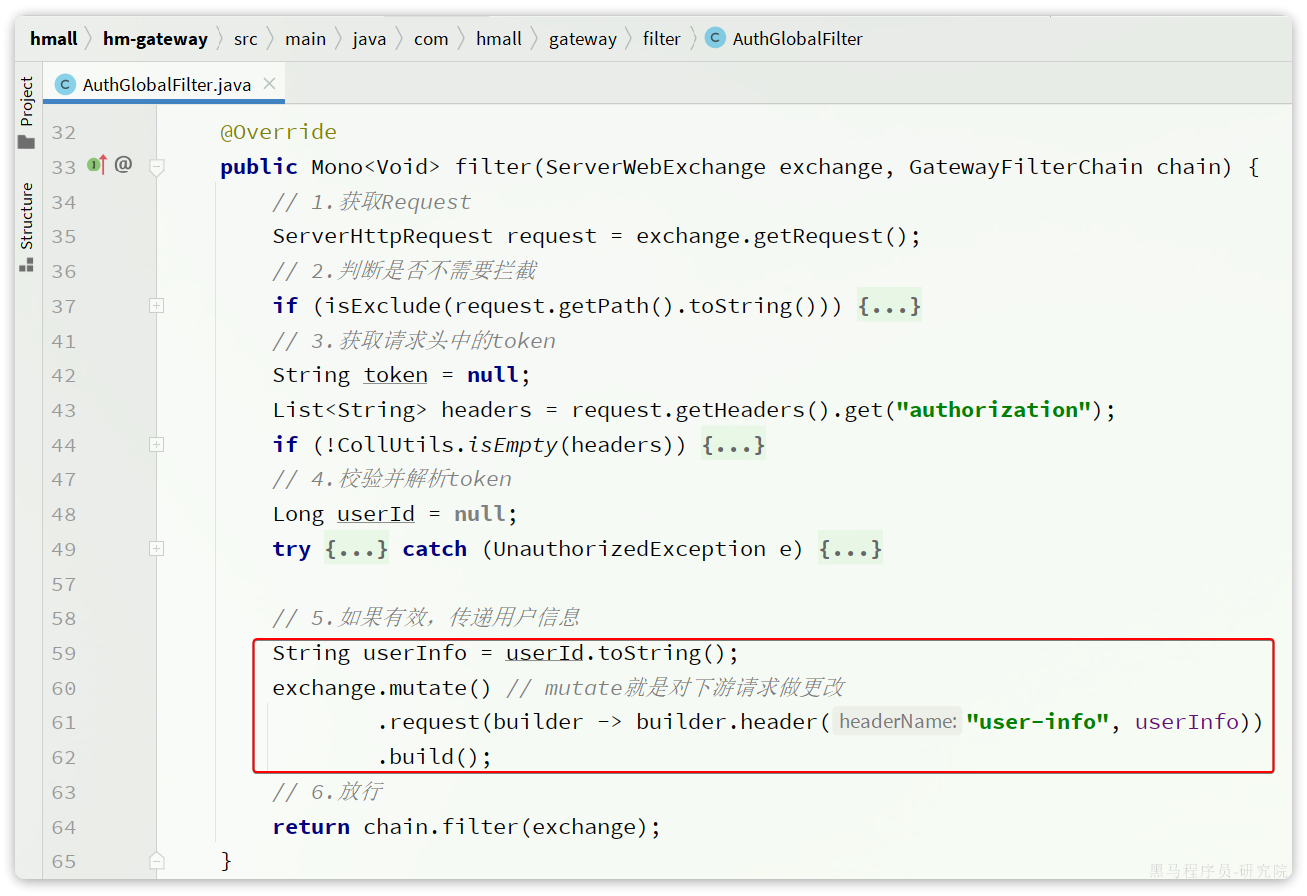 hmall hm-gateway src main java com hmall gateway filter C AuthGlobalFilter
C AuthGlobalFilter.java
Project
Structure
32 @Override
33 @ public Mono<Void> filter(ServerWebExchange exchange, GatewayFilterChain chain) {
34 // 1.获取Request
35 ServerHttpRequest request = exchange.getRequest();
36 // 2.判断是否不需要拦截
37 if (isExclude(request.getPath().toString())) {...}
41 // 3.获取请求头中的token
42 String token = null;
43 List<String> headers = request.getHeaders().get("authorization");
44 if (!CollUtils.isEmpty(headers)) {...}
47 // 4.校验并解析token
48 Long userId = null;
49 try {...} catch (UnauthorizedException e) {...}
57
58 // 5.如果有效，传递用户信息
59 String userInfo = userId.toString();
60 exchange.mutate() // mutate就是对下游请求做更改
61 .request(builder -> builder.header( headerName: "user-info", userInfo))
62 .build();
63 // 6.放行
64 return chain.filter(exchange);
65 }
黑马程序员-研究院